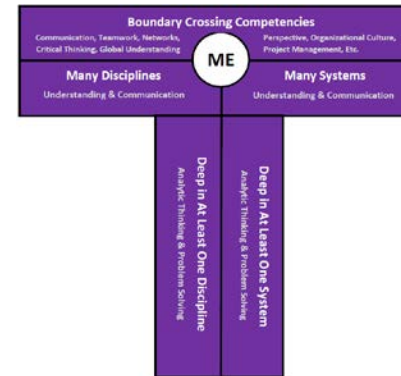 Boundary Crossing Competencies
Communication, Teamwork, Networks,
Critical Thinking, Global Understanding
Perspective, Organizational Culture,
Project Management, Etc.
ME
Many Disciplines
Understanding & Communication
Many Systems
Understanding & Communication
Deep in At Least One Discipline
Analytic Thinking & Problem Solving
Deep in At Least One System
Analytic Thinking & Problem Solving